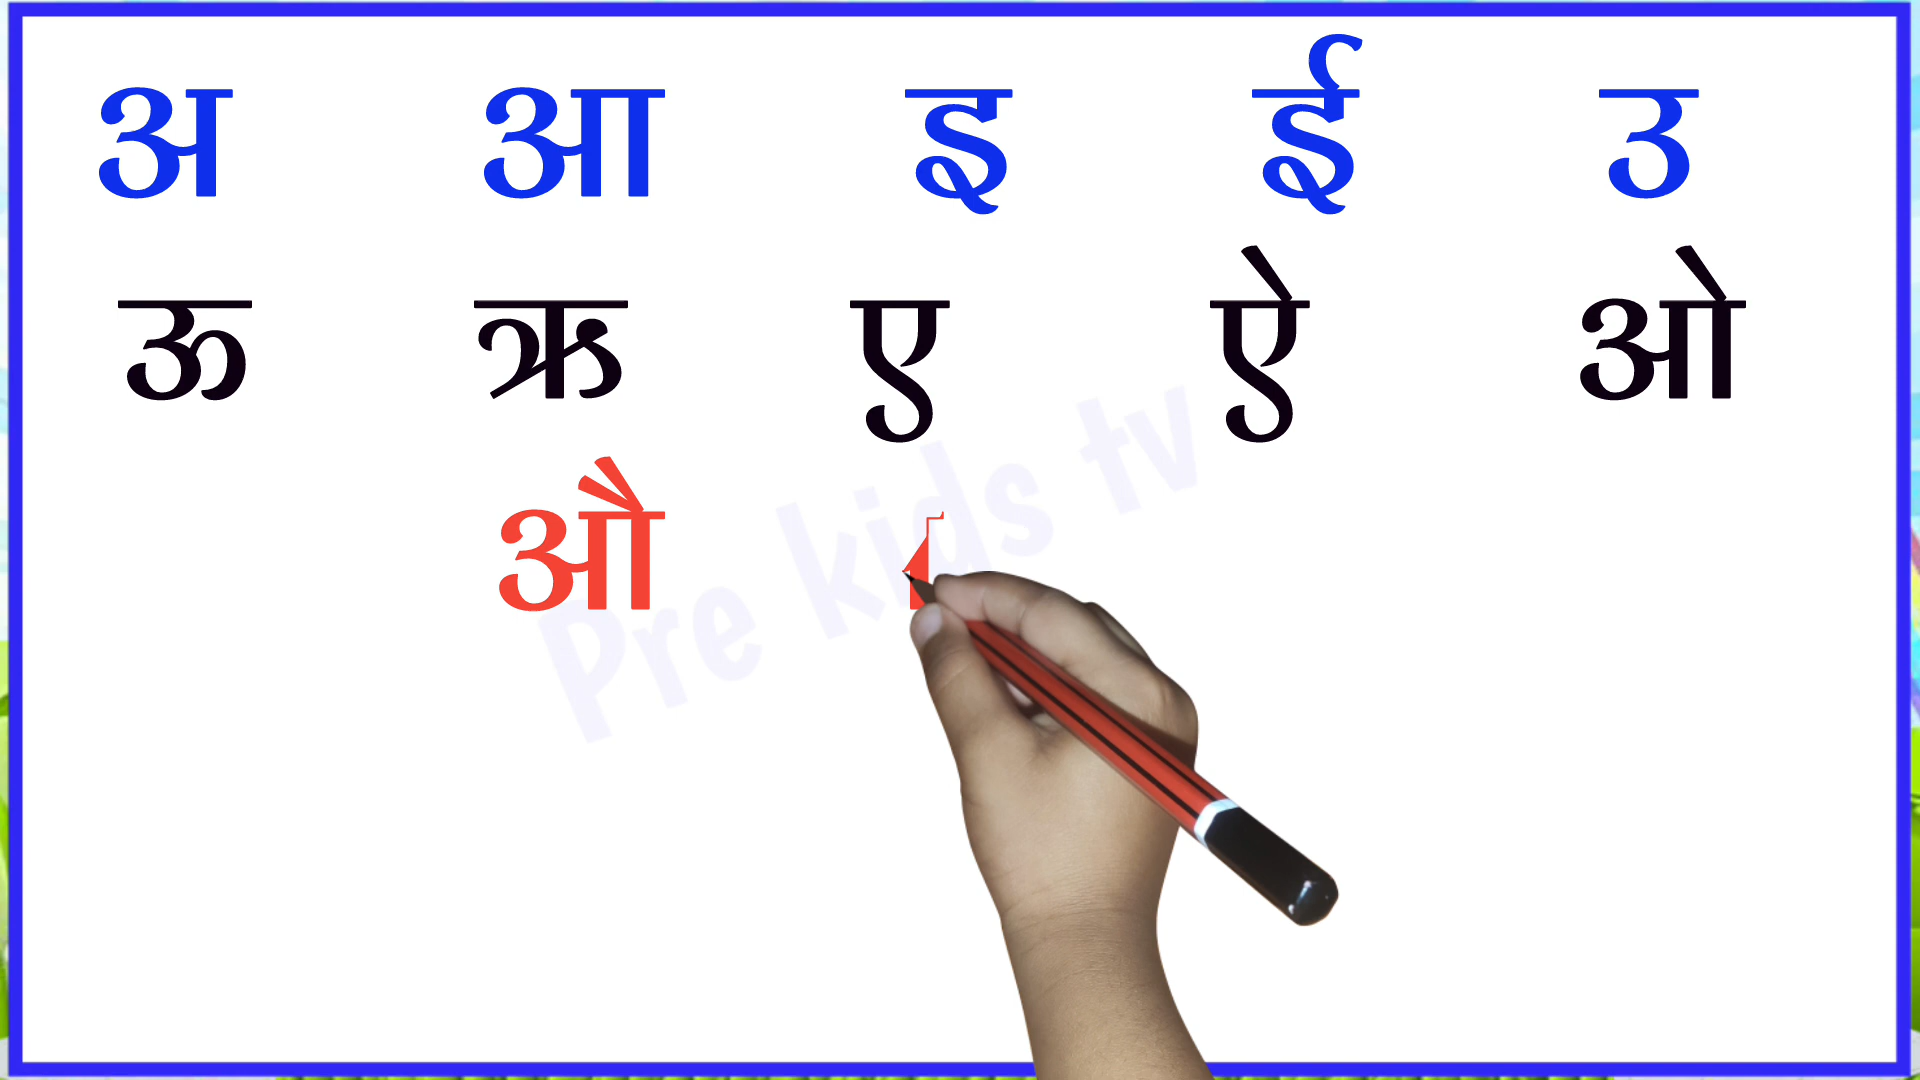 अ आ इ ई उ
ऊ ऋ ए ऐ ओ
औ
Pre kids tv